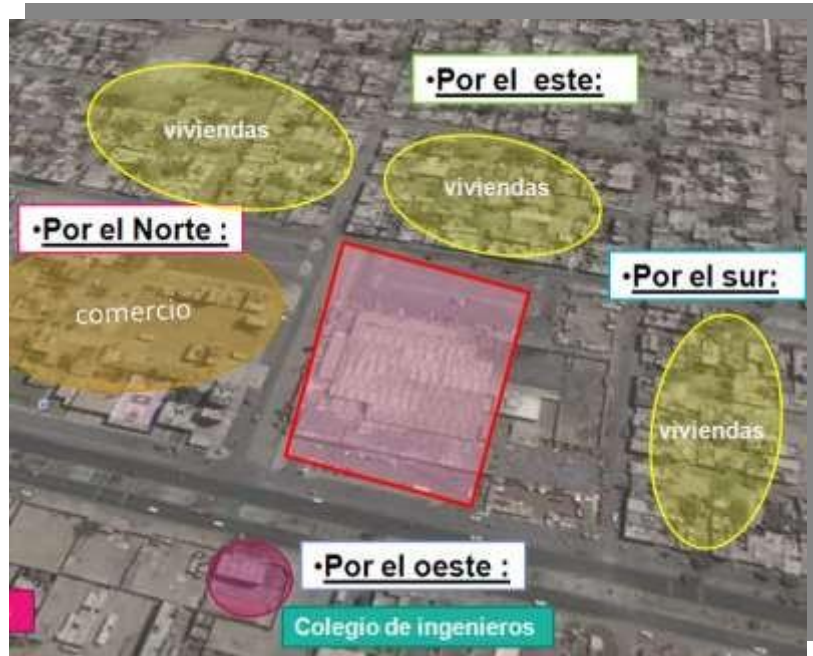 •Por el este:
viviendas
viviendas
•Por el Norte :
•Por el sur:
comercio
viviendas
•Por el oeste :
Colegio de ingenieros